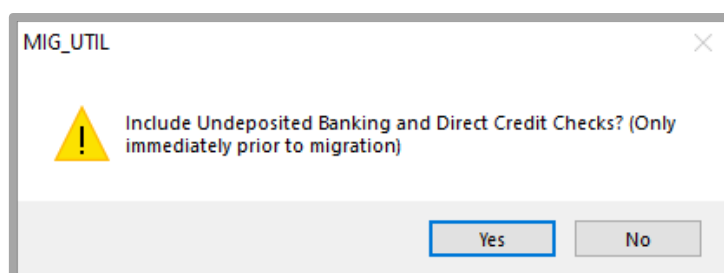 MIG_UTIL
Include Undeposited Banking and Direct Credit Checks? (Only
immediately prior to migration)
Yes
No